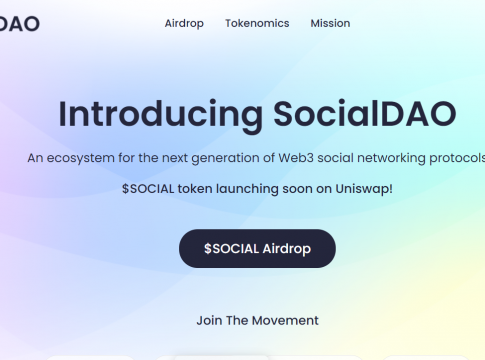 DAO
Airdrop Tokenomics Mission
Introducing SocialDAO
An ecosystem for the next generation of Web3 social networking protocols
$SOCIAL token launching soon on Uniswap!
$SOCIAL Airdrop
Join The Movement